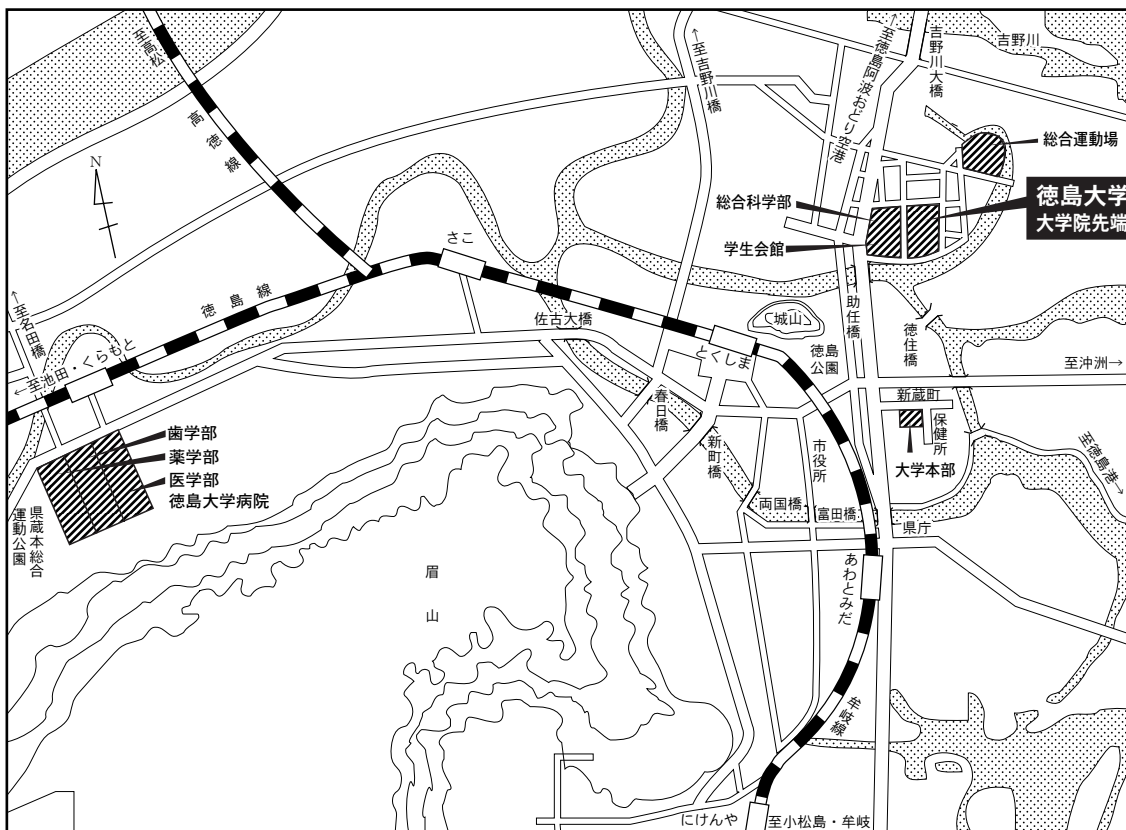 至高松
高徳線
N
←至吉野川橋
←至徳島阿波おどり空港
吉野川大橋
吉野川
総合運動場
徳島大学
大学院先端
総合科学部
学生会館
さこ
徳島線
←至名田橋
←至池田・くらもと
佐古大橋
城山
とくしま
徳島
公園
助任橋
徳住橋
至沖洲→
新蔵町
保健所
大学本部
至徳島港→
春日橋
新町橋
市役所
両国橋
富田橋
県庁
歯学部
薬学部
医学部
徳島大学病院
県蔵本総合
運動公園
眉山
あわとみだ
牟岐線
にけんや
至小松島・牟岐